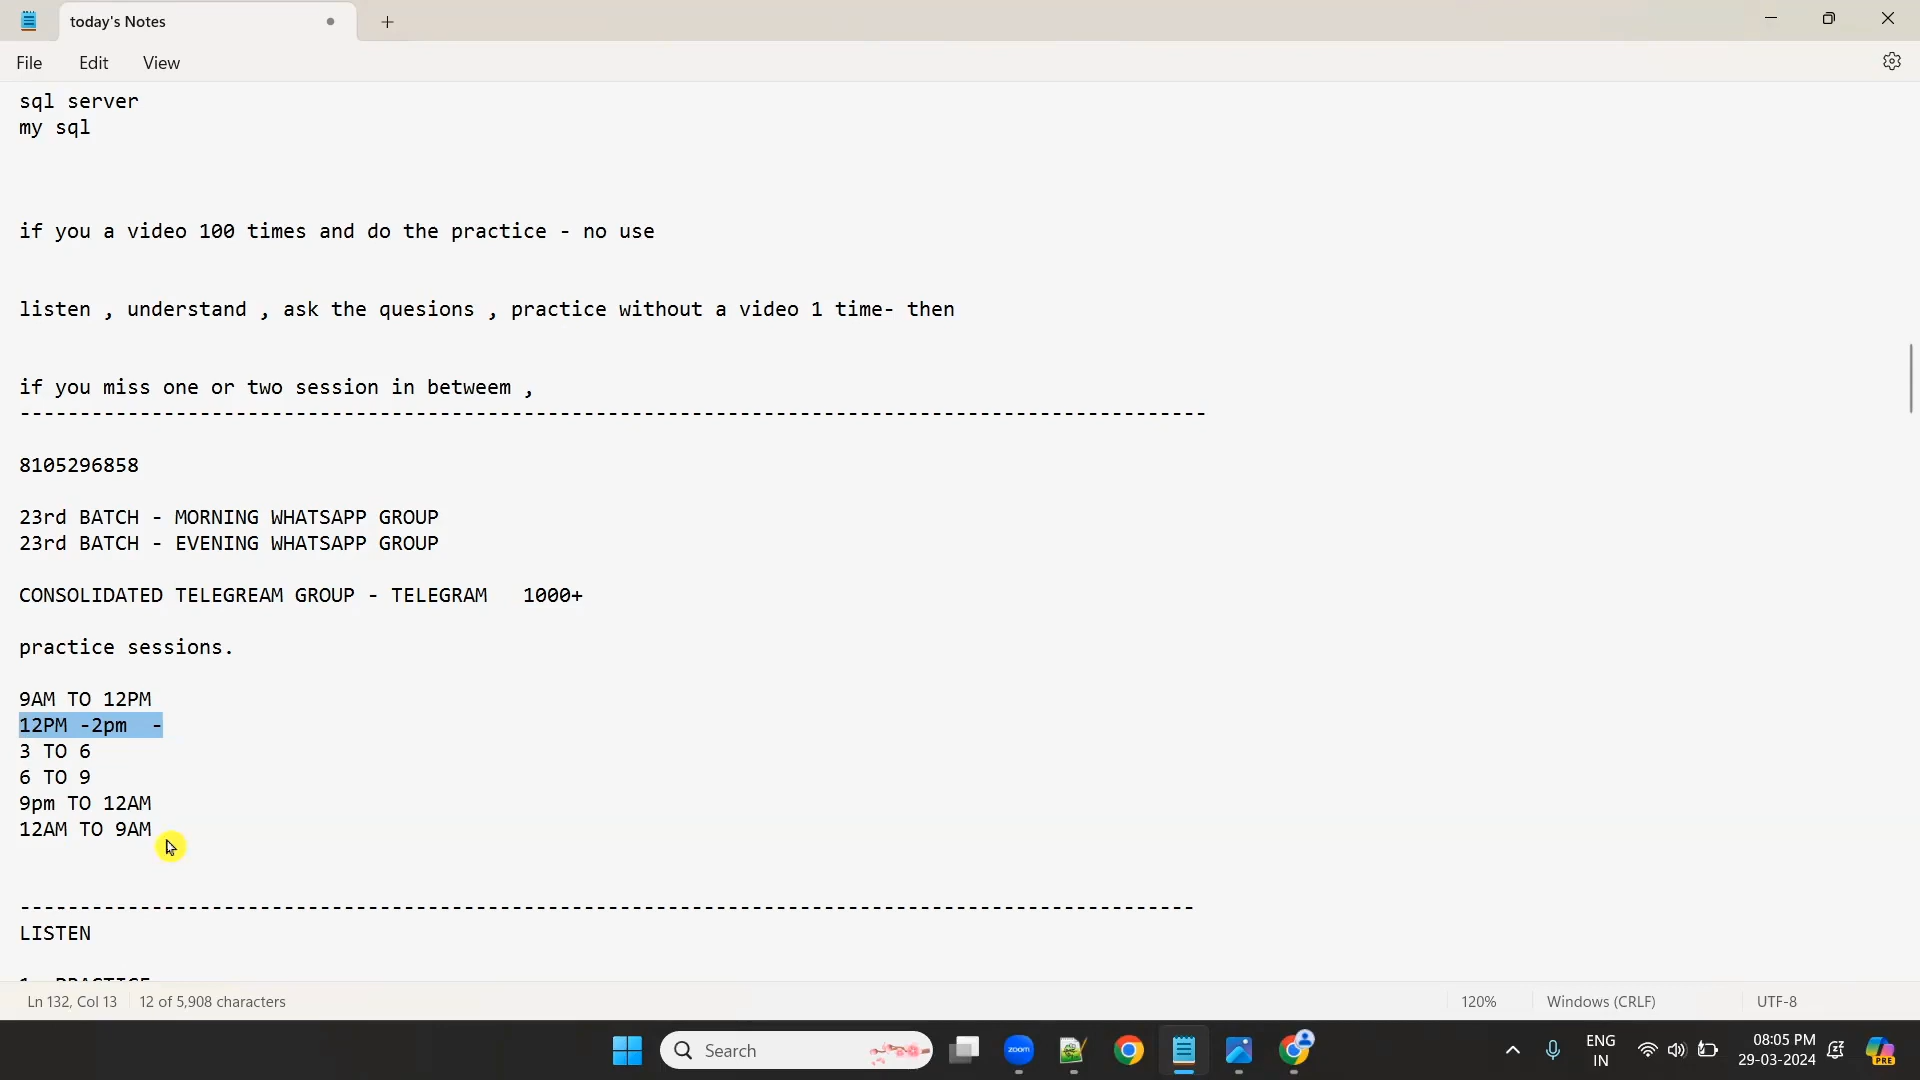 today's Notes
File Edit View
sql server
my sql
if you a video 100 times and do the practice - no use
listen , understand , ask the quesions , practice without a video 1 time- then
if you miss one or two session in betweem ,
---------------------------------------------------------------------------------------------------
8105296858
23rd BATCH - MORNING WHATSAPP GROUP
23rd BATCH - EVENING WHATSAPP GROUP
CONSOLIDATED TELEGREAM GROUP - TELEGRAM   1000+
practice sessions.
9AM TO 12PM
12PM -2pm  -
3 TO 6
6 TO 9
9pm TO 12AM
12AM TO 9AM
--------------------------------------------------------------------------------------------------
LISTEN
Ln 132, Col 13 12 of 5,908 characters 120% Windows (CRLF) UTF-8
Search zoom ENG IN 08:05 PM 29-03-2024 PRE